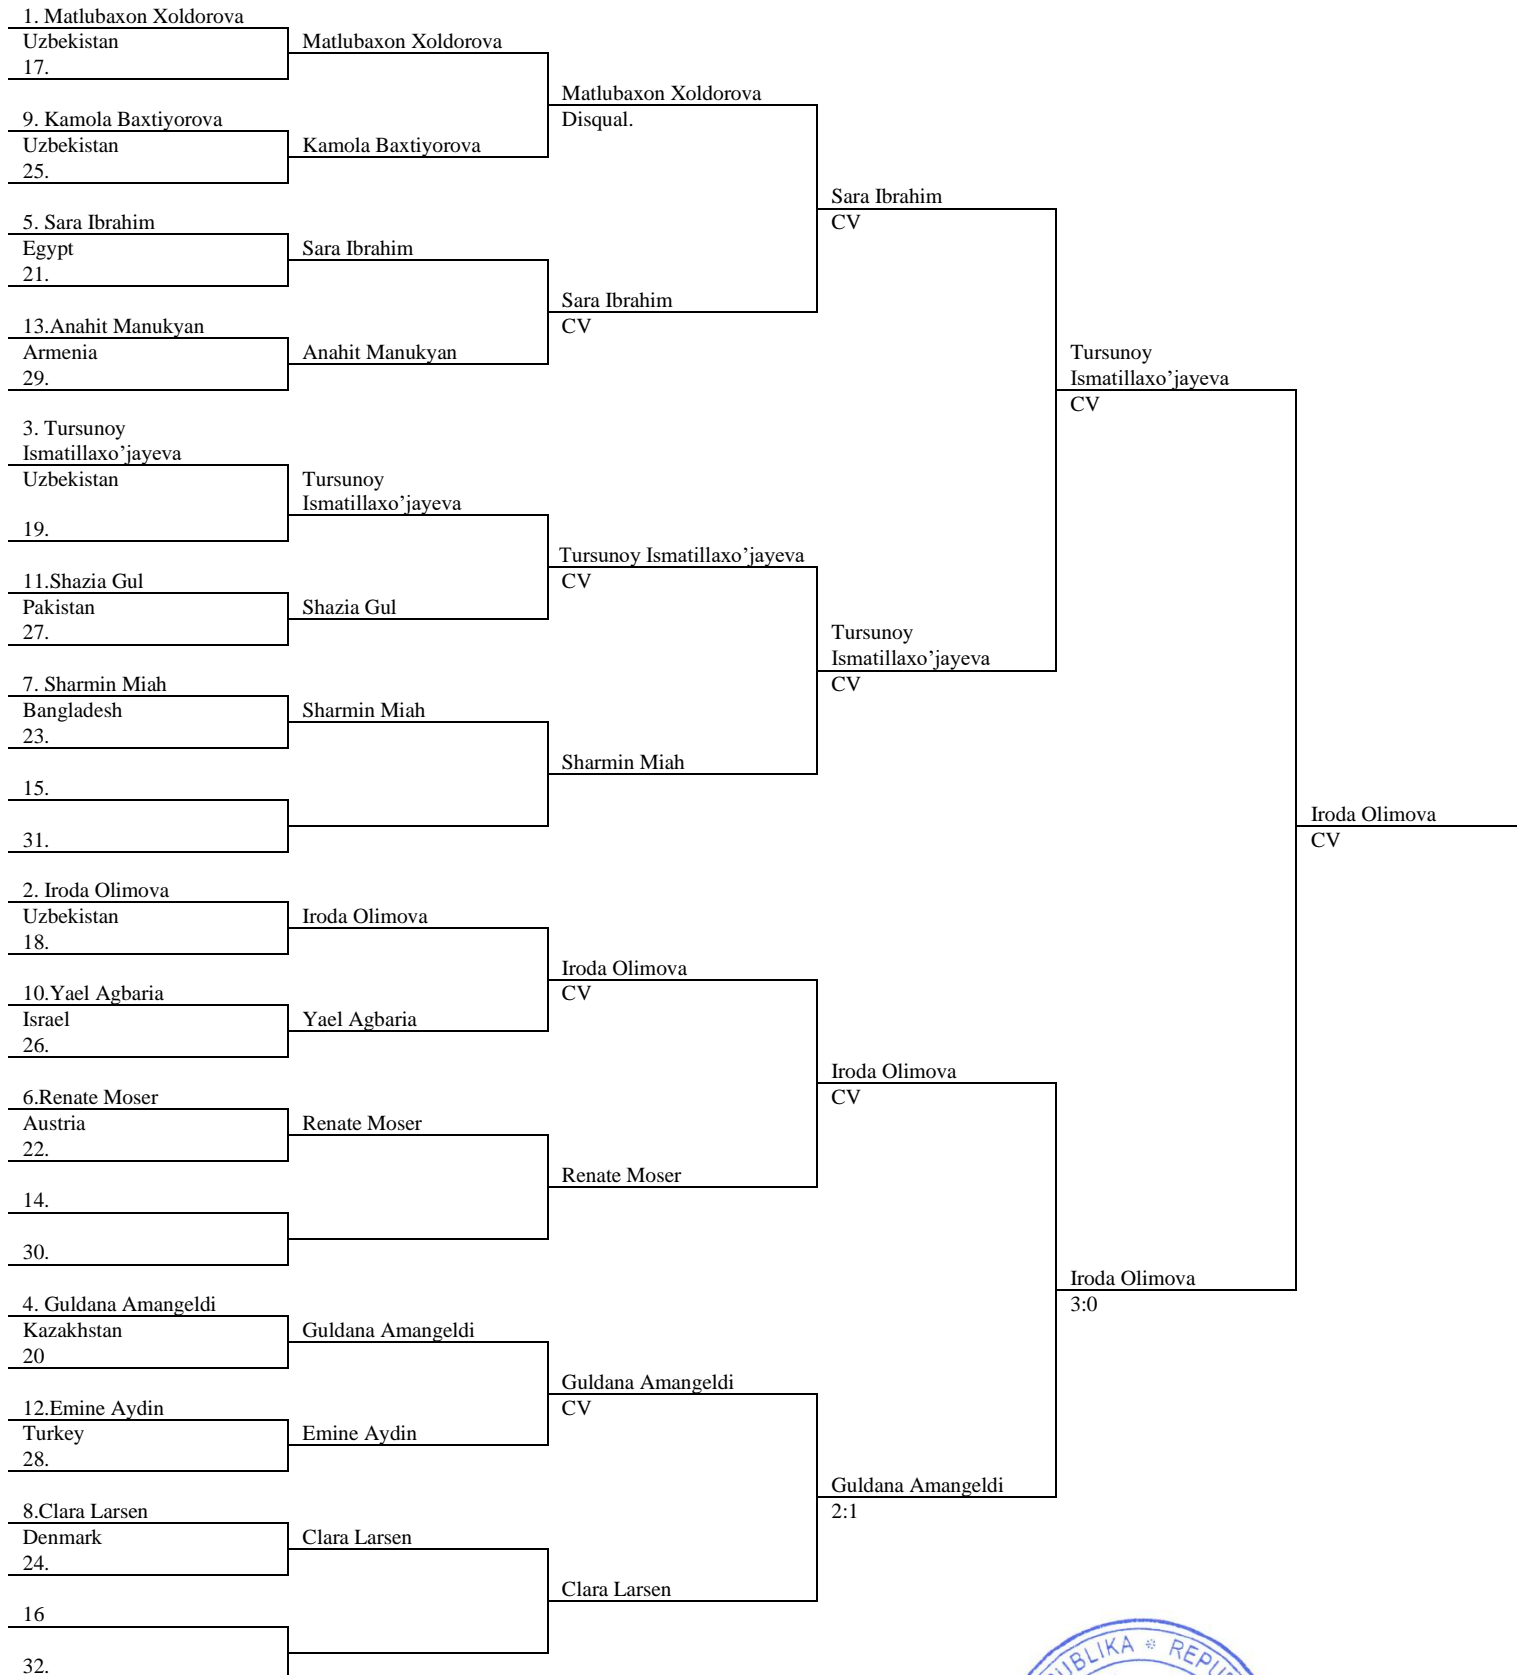 1. Matlubaxon Xoldorova
Uzbekistan
17.
Matlubaxon Xoldorova
9. Kamola Baxtiyorova
Uzbekistan
25.
Kamola Baxtiyorova
Matlubaxon Xoldorova
Disqual.
5. Sara Ibrahim
Egypt
21.
Sara Ibrahim
13.Anahit Manukyan
Armenia
29.
Anahit Manukyan
Sara Ibrahim
CV
Sara Ibrahim
CV
3. Tursunoy
Ismatillaxo’jayeva
Uzbekistan
19.
Tursunoy
Ismatillaxo’jayeva
11.Shazia Gul
Pakistan
27.
Shazia Gul
Tursunoy Ismatillaxo’jayeva
CV
7. Sharmin Miah
Bangladesh
23.
Sharmin Miah
15.
31.
Sharmin Miah
Tursunoy
Ismatillaxo’jayeva
CV
Tursunoy
Ismatillaxo’jayeva
CV
2. Iroda Olimova
Uzbekistan
18.
Iroda Olimova
10.Yael Agbaria
Israel
26.
Yael Agbaria
Iroda Olimova
CV
6.Renate Moser
Austria
22.
Renate Moser
14.
30.
Renate Moser
Iroda Olimova
CV
4. Guldana Amangeldi
Kazakhstan
20
Guldana Amangeldi
12.Emine Aydin
Turkey
28.
Emine Aydin
Guldana Amangeldi
CV
8.Clara Larsen
Denmark
24.
Clara Larsen
16
32.
Clara Larsen
Guldana Amangeldi
2:1
Iroda Olimova
3:0
Iroda Olimova
CV